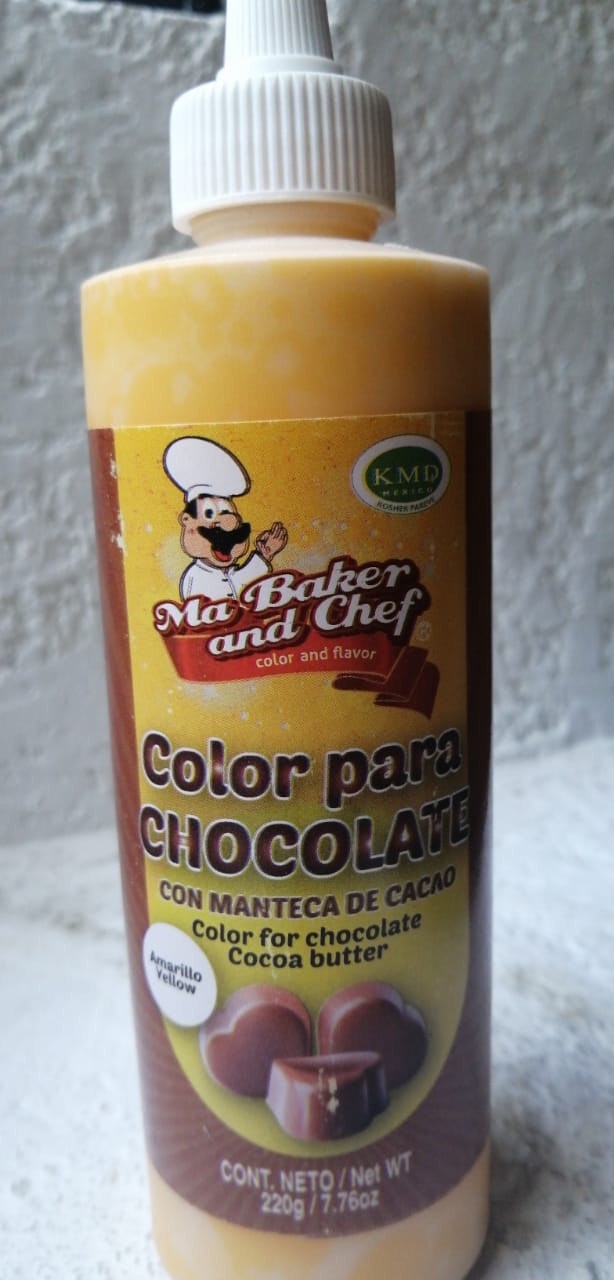 KMD
MEXICO
KOSHER PAREVE
Ma Baker
and Chef®
color and flavor
Color para
CHOCOLATE
CON MANTECA DE CACAO
Color for chocolate
Cocoa butter
Amarillo
Yellow
CONT. NETO / Net WT
220g / 7.76oz